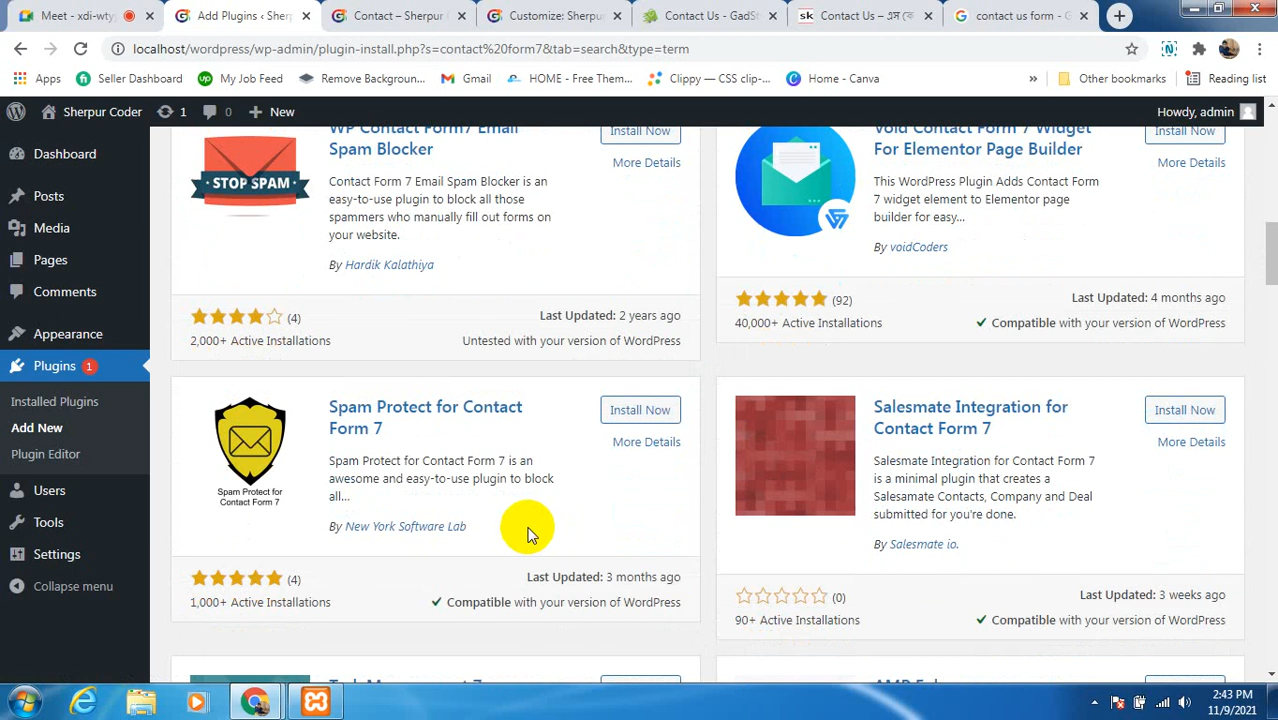 Meet - xdi-wty
Add Plugins ‹ Sherp
Contact – Sherpur
Customize: Sherpur
Contact Us - GadSt
Contact Us – এস কে
contact us form - G
localhost/wordpress/wp-admin/plugin-install.php?s=contact%20form7&tab=search&type=term
Apps
Seller Dashboard
My Job Feed
Remove Backgroun...
Gmail
HOME - Free Them...
Clippy — CSS clip-...
Home - Canva
»
Other bookmarks
Reading list
Sherpur Coder
1
0
New
Howdy, admin
Dashboard
Posts
Media
Pages
Comments
Appearance
Plugins 1
Installed Plugins
Add New
Plugin Editor
Users
Tools
Settings
Collapse menu
STOP SPAM
WP Contact Form7 Email
Spam Blocker
Install Now
More Details
Contact Form 7 Email Spam Blocker is an
easy-to-use plugin to block all those
spammers who manually fill out forms on
your website.
By Hardik Kalathiya
(4)
2,000+ Active Installations
Last Updated: 2 years ago
Untested with your version of WordPress
Void Contact Form 7 Widget
For Elementor Page Builder
Install Now
More Details
This WordPress Plugin Adds Contact Form
7 widget element to Elementor page
builder for easy...
By voidCoders
(92)
40,000+ Active Installations
Last Updated: 4 months ago
Compatible with your version of WordPress
Spam Protect for
Contact Form 7
Spam Protect for Contact
Form 7
Install Now
More Details
Spam Protect for Contact Form 7 is an
awesome and easy-to-use plugin to block
all...
By New York Software Lab
(4)
1,000+ Active Installations
Last Updated: 3 months ago
Compatible with your version of WordPress
Salesmate Integration for
Contact Form 7
Install Now
More Details
Salesmate Integration for Contact Form 7
is a minimal plugin that creates a
Salesamate Contacts, Company and Deal
submitted for you're done.
By Salesmate io.
(0)
90+ Active Installations
Last Updated: 3 weeks ago
Compatible with your version of WordPress
2:43 PM
11/9/2021